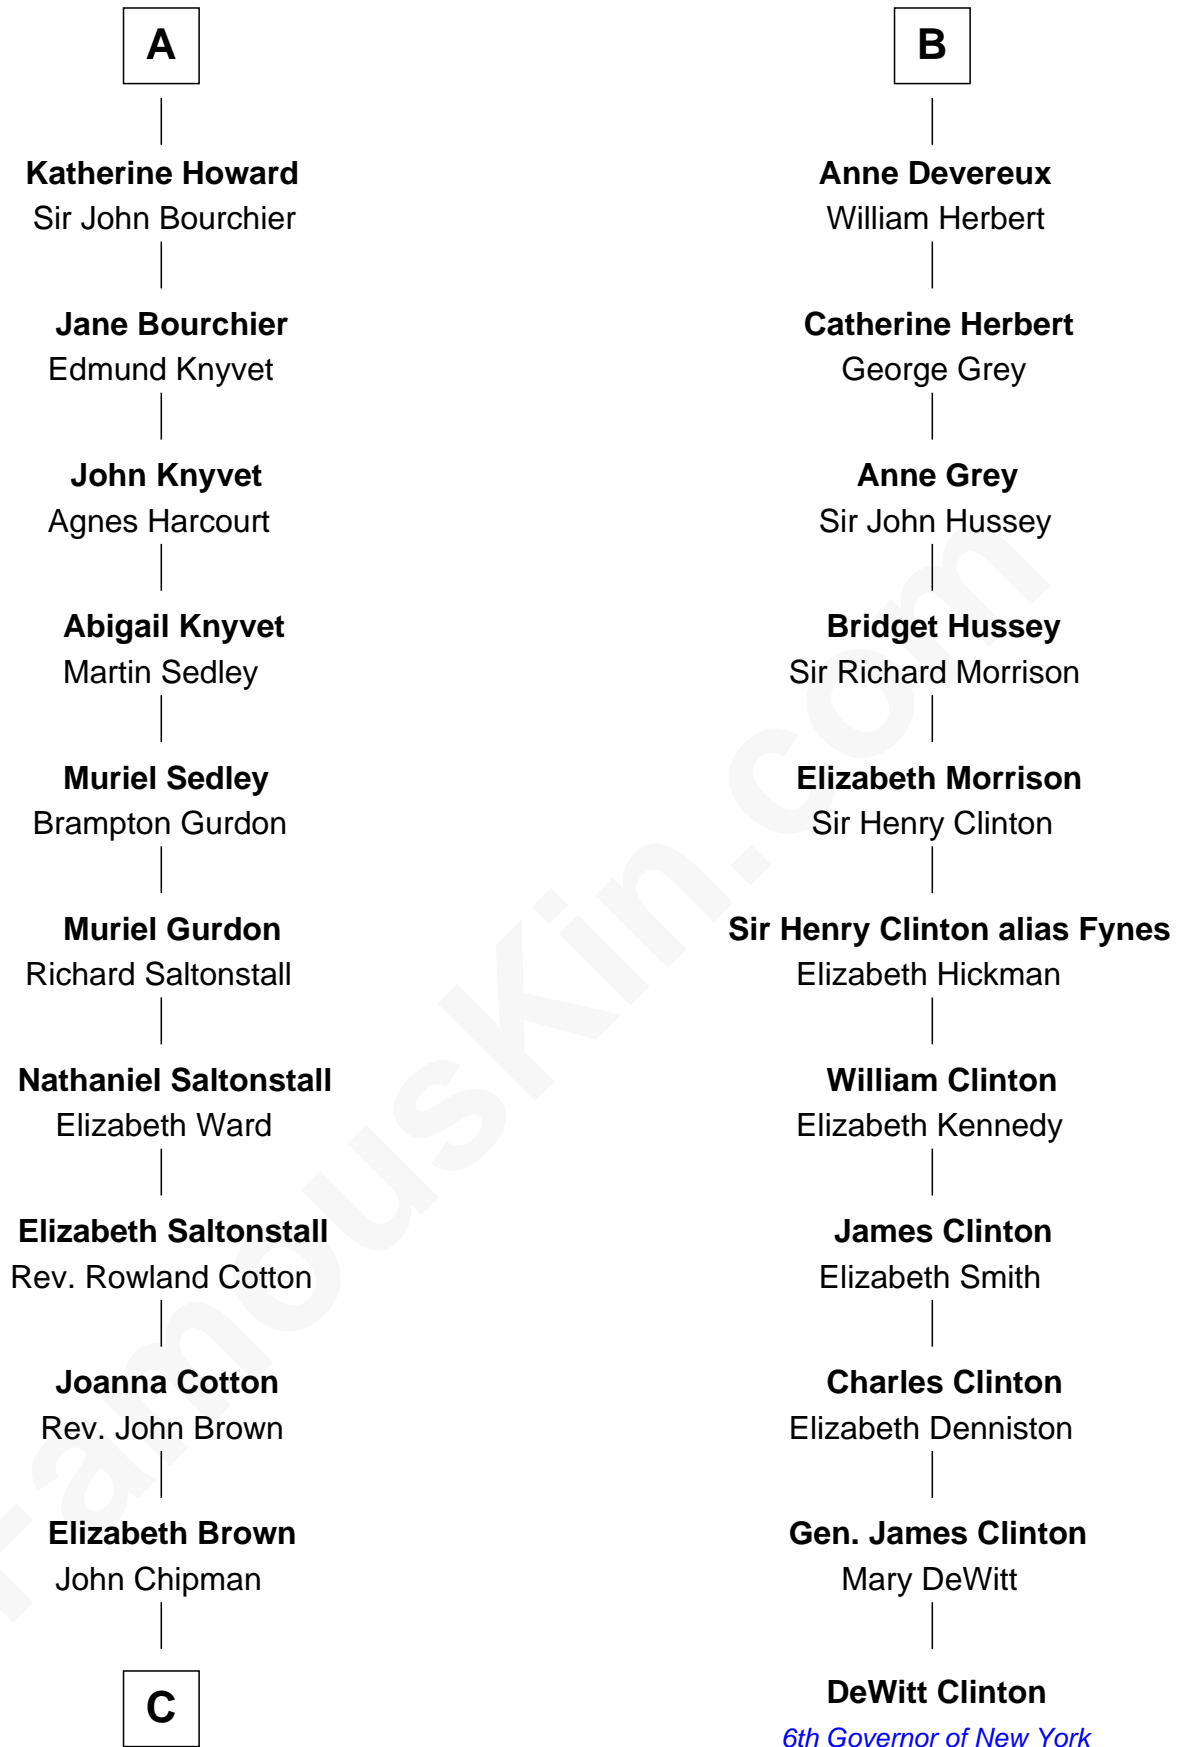 A
Katherine Howard
Sir John Bourchier
Jane Bourchier
Edmund Knyvet
John Knyvet
Agnes Harcourt
Abigail Knyvet
Martin Sedley
Muriel Sedley
Brampton Gurdon
Muriel Gurdon
Richard Saltonstall
Nathaniel Saltonstall
Elizabeth Ward
Elizabeth Saltonstall
Rev. Rowland Cotton
Joanna Cotton
Rev. John Brown
Elizabeth Brown
John Chipman
C
B
Anne Devereux
William Herbert
Catherine Herbert
George Grey
Anne Grey
Sir John Hussey
Bridget Hussey
Sir Richard Morrison
Elizabeth Morrison
Sir Henry Clinton
Sir Henry Clinton alias Fynes
Elizabeth Hickman
William Clinton
Elizabeth Kennedy
James Clinton
Elizabeth Smith
Charles Clinton
Elizabeth Denniston
Gen. James Clinton
Mary DeWitt
DeWitt Clinton
6th Governor of New York
FamousKin.com